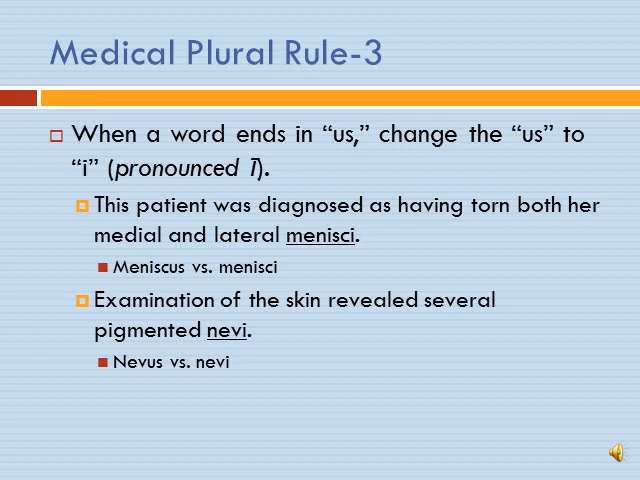 Medical Plural Rule-3
When a word ends in “us,” change the “us” to
“i” (pronounced ī).
This patient was diagnosed as having torn both her
medial and lateral menisci.
Meniscus vs. menisci
Examination of the skin revealed several
pigmented nevi.
Nevus vs. nevi